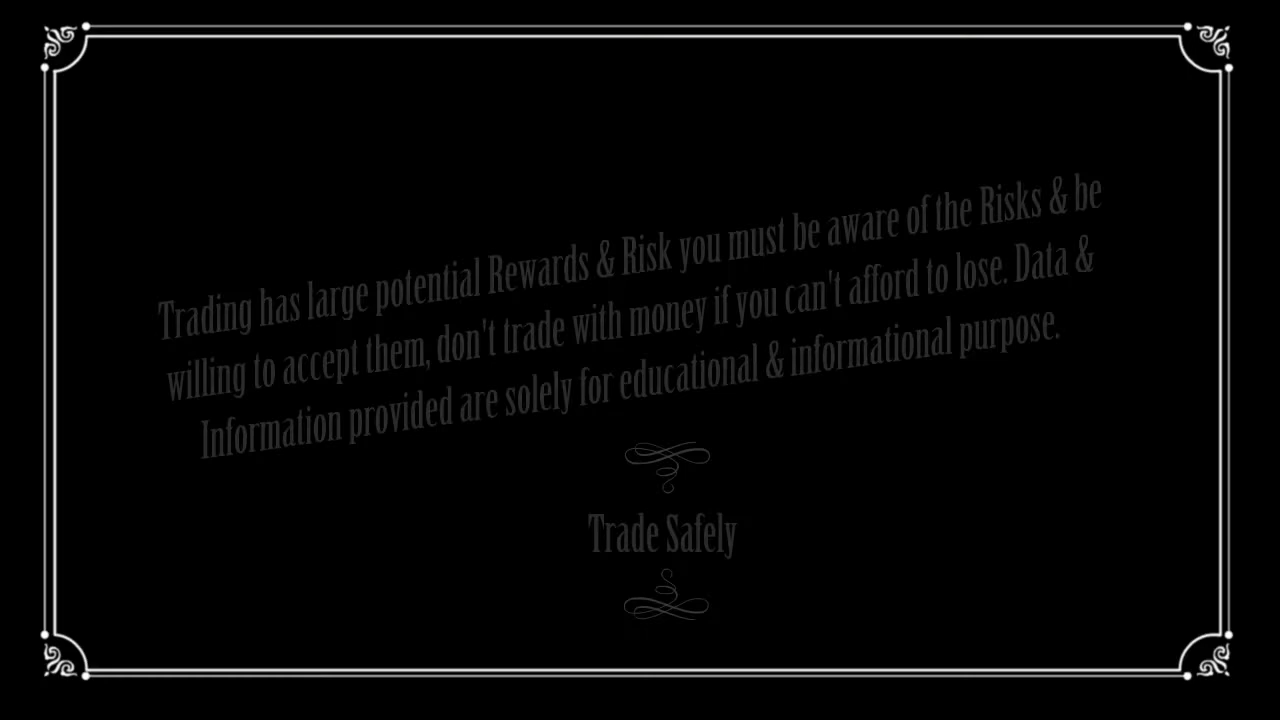 Trading has large potential Rewards & Risk you must be aware of the Risks & be
willing to accept them, don't trade with money if you can't afford to lose. Data &
Information provided are solely for educational & informational purpose.
Trade Safely